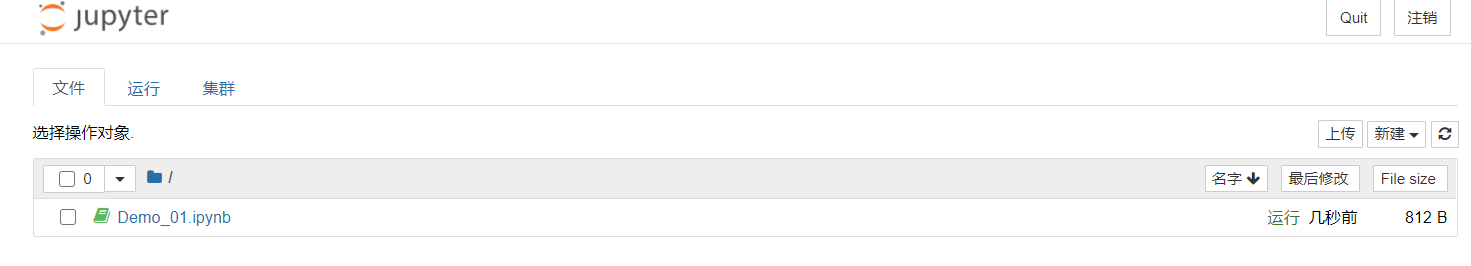 jupyter Quit 注销
文件 运行 集群
选择操作对象. 上传 新建
0 / 名字 最后修改 File size
Demo_01.ipynb 运行 几秒前 812 B